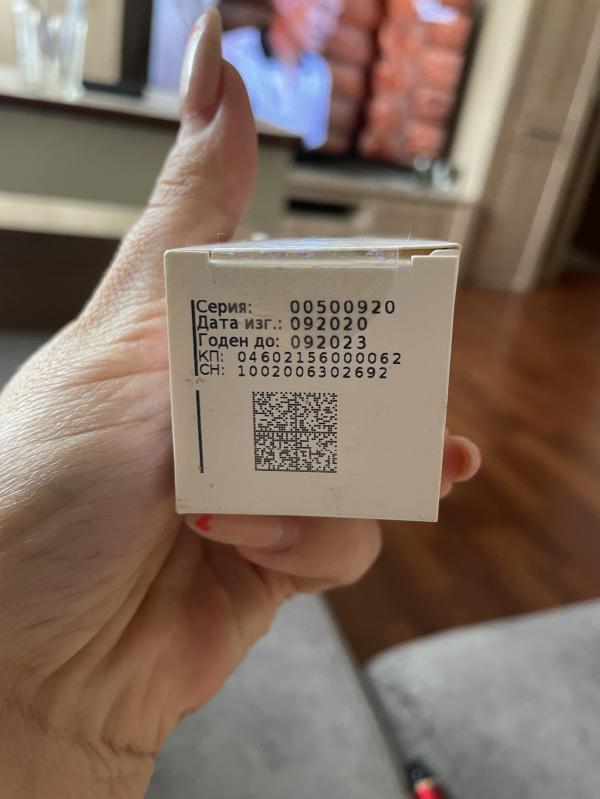 Серия: 00500920
Дата изг.: 092020
Годен до: 092023
КП: 04602156000062
СН: 1002006302692